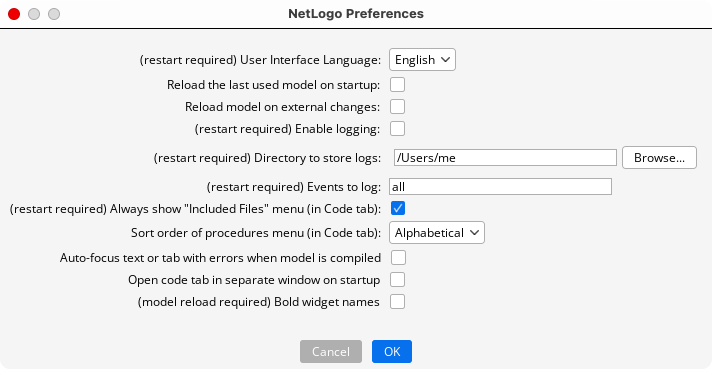 NetLogo Preferences
(restart required) User Interface Language: English
Reload the last used model on startup:
Reload model on external changes:
(restart required) Enable logging:
(restart required) Directory to store logs: /Users/me Browse...
(restart required) Events to log: all
(restart required) Always show "Included Files" menu (in Code tab):
Sort order of procedures menu (in Code tab): Alphabetical
Auto-focus text or tab with errors when model is compiled
Open code tab in separate window on startup
(model reload required) Bold widget names
Cancel OK